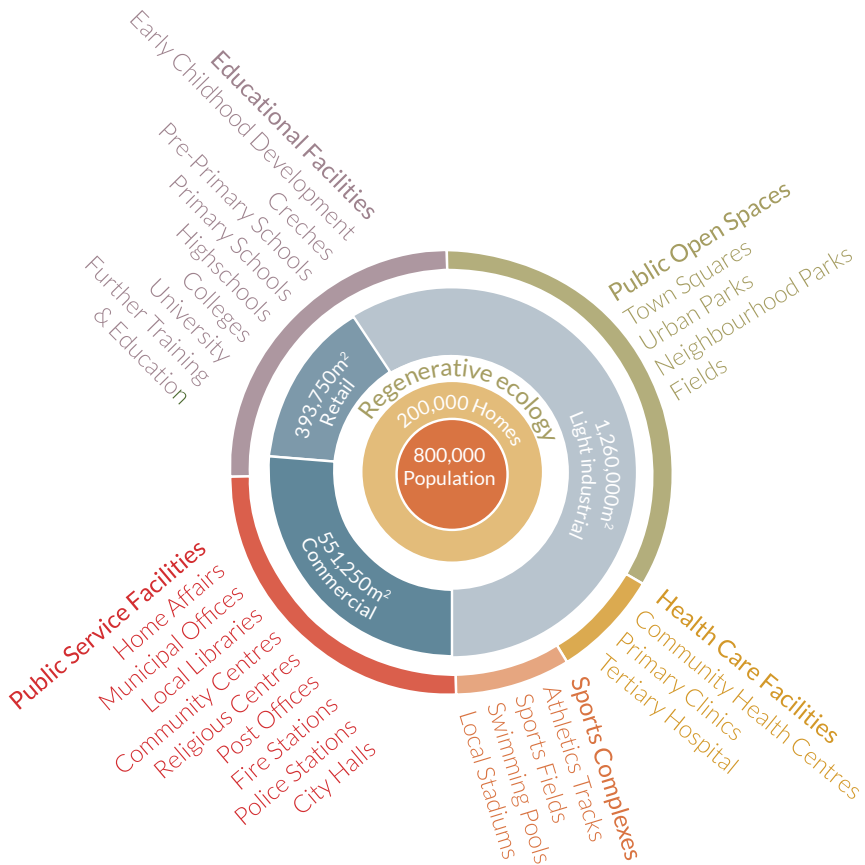 Educational Facilities
Early Childhood Development
Creches
Pre-Primary Schools
Primary Schools
Highschools
Colleges
University
Further Training
& Education
Public Open Spaces
Town Squares
Urban Parks
Neighbourhood Parks
Fields
393,750m²
Retail
Regenerative ecology
200,000 Homes
800,000
Population
1,260,000m²
Light industrial
551,250m²
Commercial
Public Service Facilities
Home Affairs
Municipal Offices
Local Libraries
Community Centres
Religious Centres
Post Offices
Fire Stations
Police Stations
City Halls
Health Care Facilities
Community Health Centres
Primary Clinics
Tertiary Hospital
Sports Complexes
Athletics Tracks
Sports Fields
Swimming Pools
Local Stadiums